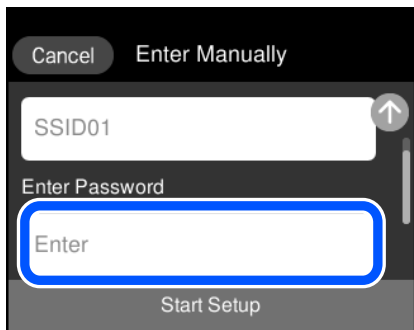 Cancel Enter Manually
SSID01
Enter Password
Enter
Start Setup